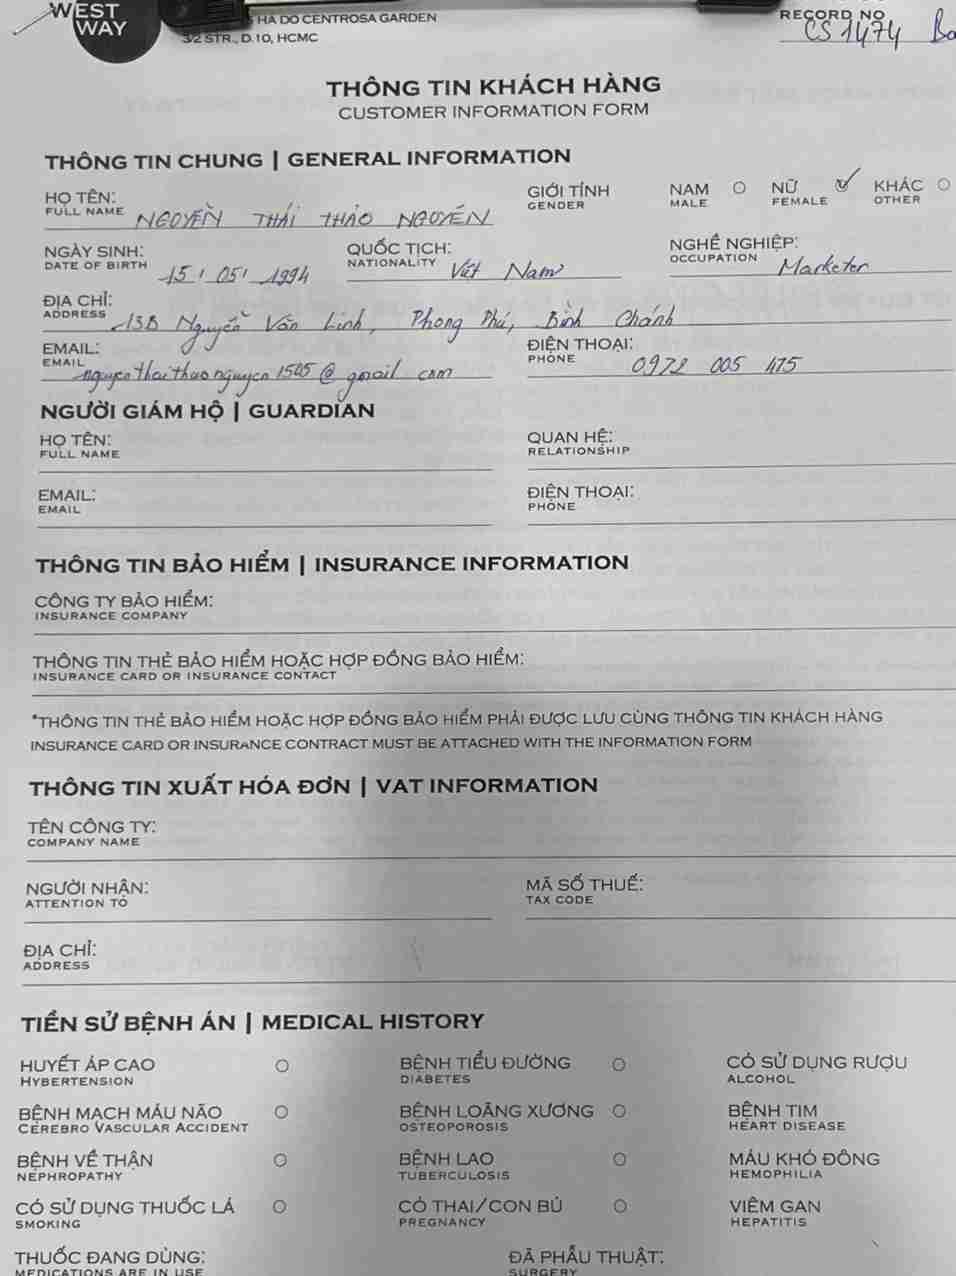 WEST
WAY
HA DO CENTROSA GARDEN
3/2 STR., D.10, HCMC
RECORD NO
CS 1474
THÔNG TIN KHÁCH HÀNG
CUSTOMER INFORMATION FORM
THÔNG TIN CHUNG | GENERAL INFORMATION
HỌ TÊN: NGUYỄN THÁI THẢO NGUYÊN GIỚI TÍNH NAM NỮ KHÁC
FULL NAME GENDER MALE FEMALE OTHER
NGÀY SINH: 15 / 05 / 1994 QUỐC TỊCH: Việt Nam NGHỀ NGHIỆP: Marketer
DATE OF BIRTH NATIONALITY OCCUPATION
ĐỊA CHỈ: 13B Nguyễn Văn Linh, Phong Phú, Bình Chánh
ADDRESS
EMAIL: nguyenthaithaonguyen1505@gmail.com ĐIỆN THOẠI: 0972 005 475
EMAIL PHONE
NGƯỜI GIÁM HỘ | GUARDIAN
HỌ TÊN: QUAN HỆ:
FULL NAME RELATIONSHIP
EMAIL: ĐIỆN THOẠI:
EMAIL PHONE
THÔNG TIN BẢO HIỂM | INSURANCE INFORMATION
CÔNG TY BẢO HIỂM:
INSURANCE COMPANY
THÔNG TIN THẺ BẢO HIỂM HOẶC HỢP ĐỒNG BẢO HIỂM:
INSURANCE CARD OR INSURANCE CONTACT
*THÔNG TIN THẺ BẢO HIỂM HOẶC HỢP ĐỒNG BẢO HIỂM PHẢI ĐƯỢC LƯU CÙNG THÔNG TIN KHÁCH HÀNG
INSURANCE CARD OR INSURANCE CONTRACT MUST BE ATTACHED WITH THE INFORMATION FORM
THÔNG TIN XUẤT HÓA ĐƠN | VAT INFORMATION
TÊN CÔNG TY:
COMPANY NAME
NGƯỜI NHẬN: MÃ SỐ THUẾ:
ATTENTION TO TAX CODE
ĐỊA CHỈ:
ADDRESS
TIỀN SỬ BỆNH ÁN | MEDICAL HISTORY
HUYẾT ÁP CAO BỆNH TIỂU ĐƯỜNG CÓ SỬ DỤNG RƯỢU
HYBERTENSION DIABETES ALCOHOL
BỆNH MẠCH MÁU NÃO BỆNH LOÃNG XƯƠNG BỆNH TIM
CEREBRO VASCULAR ACCIDENT OSTEOPOROSIS HEART DISEASE
BỆNH VỀ THẬN BỆNH LAO MÁU KHÓ ĐÔNG
NEPHROPATHY TUBERCULOSIS HEMOPHILIA
CÓ SỬ DỤNG THUỐC LÁ CÓ THAI/CON BÚ VIÊM GAN
SMOKING PREGNANCY HEPATITIS
THUỐC ĐANG DÙNG: ĐÃ PHẪU THUẬT:
MEDICATIONS ARE IN USE SURGERY